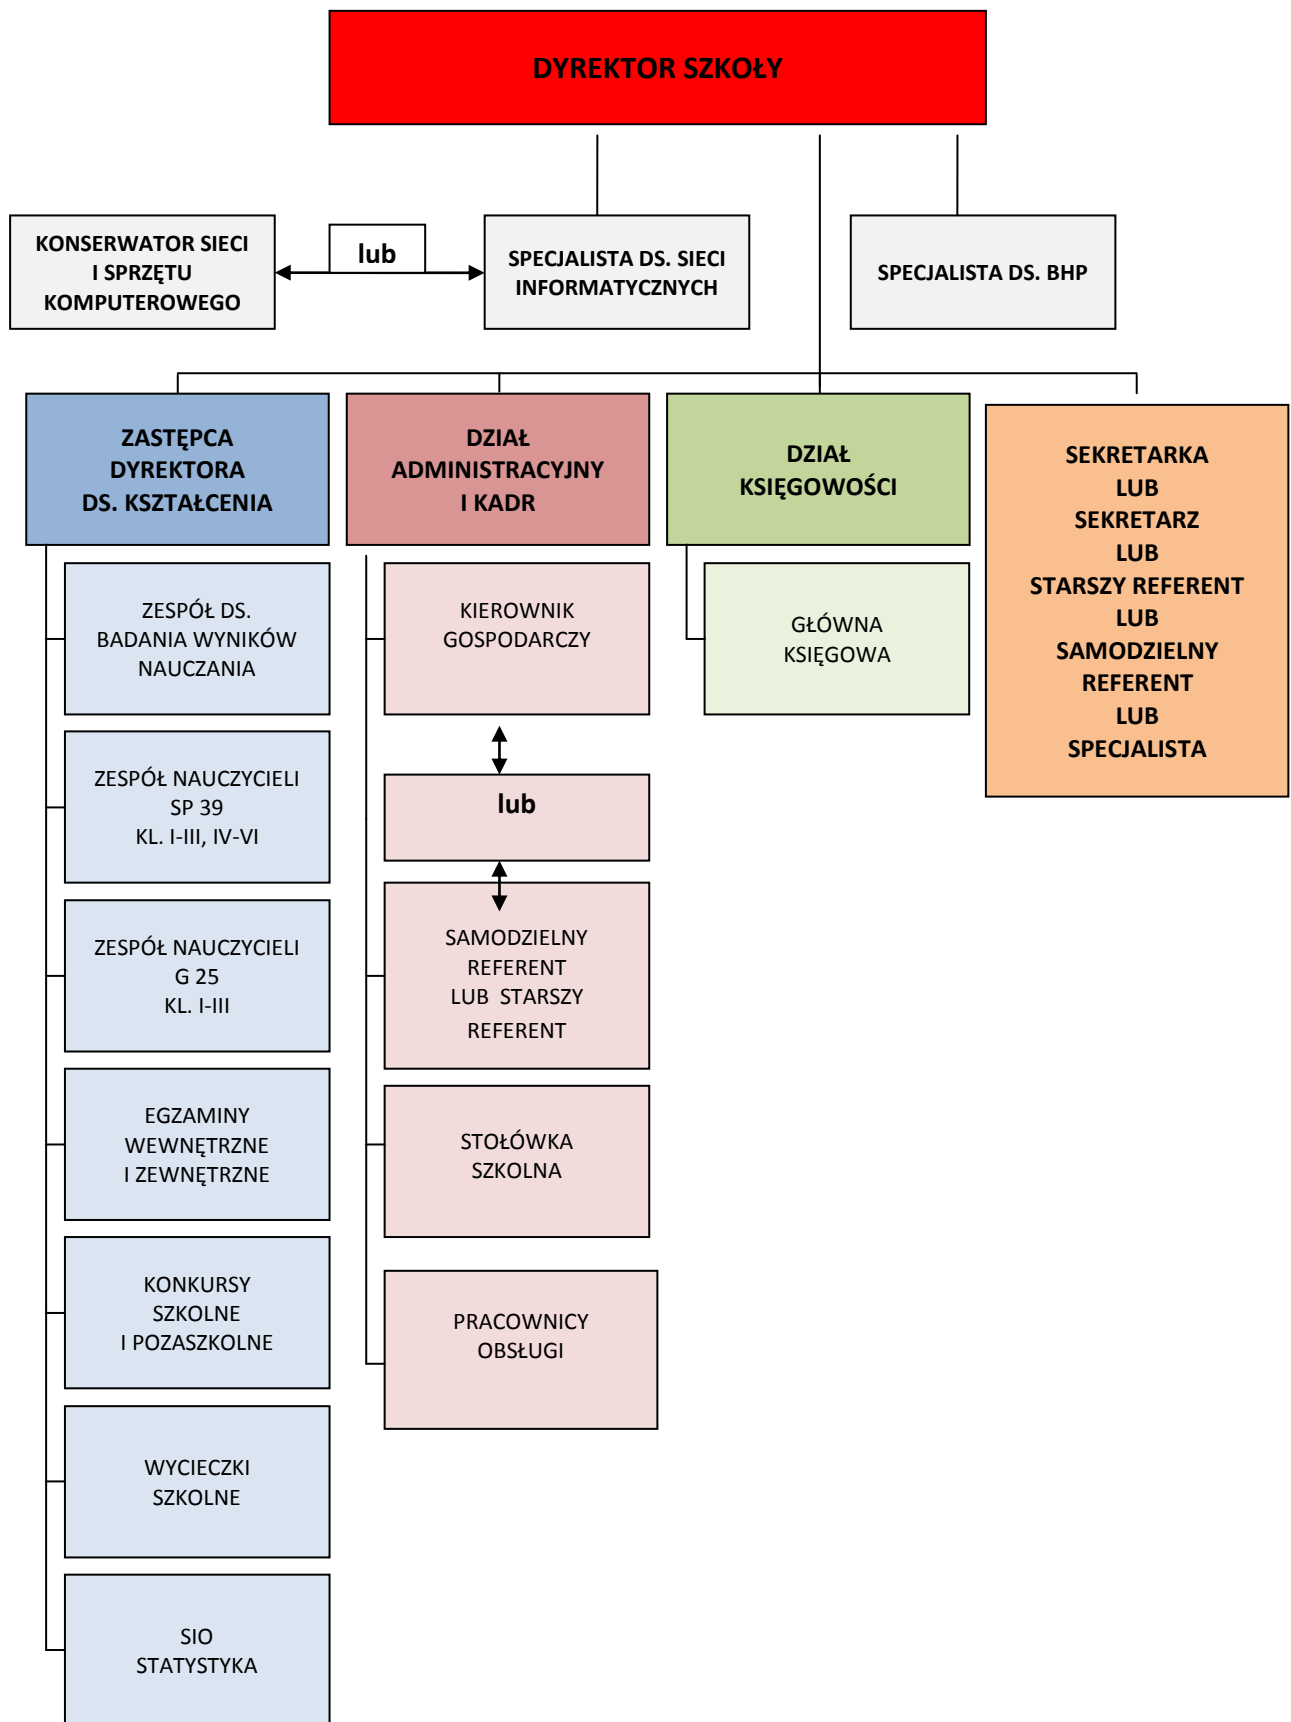 DYREKTOR SZKOŁY
KONSERWATOR SIECI
I SPRZĘTU
KOMPUTEROWEGO
lub
SPECJALISTA DS. SIECI
INFORMATYCZNYCH
SPECJALISTA DS. BHP
ZASTĘPCA
DYREKTORA
DS. KSZTAŁCENIA
DZIAŁ
ADMINISTRACYJNY
I KADR
DZIAŁ
KSIĘGOWOŚCI
SEKRETARKA
LUB
SEKRETARZ
LUB
STARSZY REFERENT
LUB
SAMODZIELNY
REFERENT
LUB
SPECJALISTA
ZESPÓŁ DS.
BADANIA WYNIKÓW
NAUCZANIA
ZESPÓŁ NAUCZYCIELI
SP 39
KL. I-III, IV-VI
ZESPÓŁ NAUCZYCIELI
G 25
KL. I-III
EGZAMINY
WEWNĘTRZNE
I ZEWNĘTRZNE
KONKURSY
SZKOLNE
I POZASZKOLNE
WYCIECZKI
SZKOLNE
SIO
STATYSTYKA
KIEROWNIK
GOSPODARCZY
lub
SAMODZIELNY
REFERENT
LUB STARSZY
REFERENT
STOŁÓWKA
SZKOLNA
PRACOWNICY
OBSŁUGI
GŁÓWNA
KSIĘGOWA